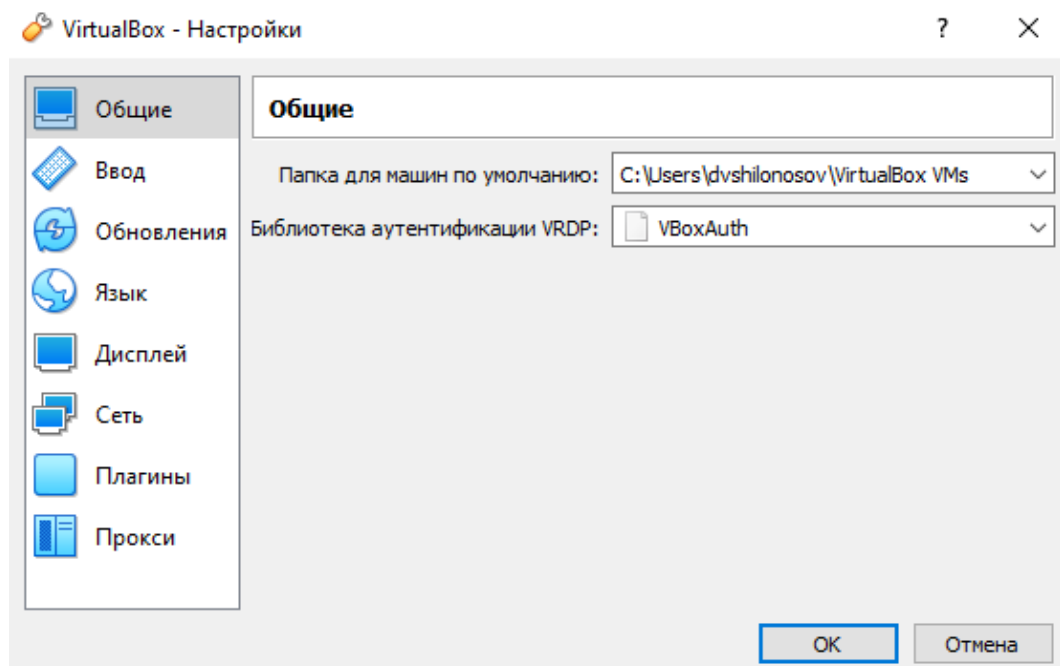 VirtualBox - Настройки
?
Общие
Ввод
Обновления
Язык
Дисплей
Сеть
Плагины
Прокси
Общие
Папка для машин по умолчанию: C:\Users\dvshilonosov\VirtualBox VMs
Библиотека аутентификации VRDP: VBoxAuth
OK
Отмена